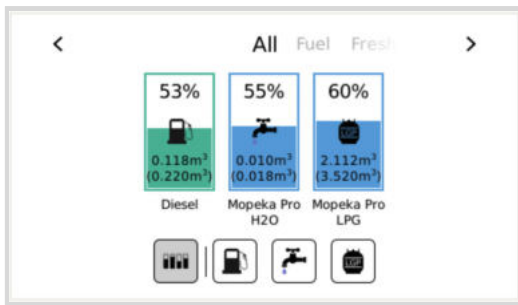 All Fuel Fresh
53% 55% 60%
0.118m³ 0.010m³ 2.112m³
(0.220m³) (0.018m³) (3.520m³)
Diesel Mopeka Pro Mopeka Pro
H2O LPG